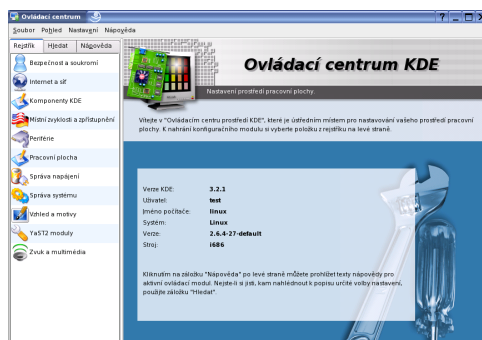 Ovládací centrum
Soubor Pohled Nastavení Nápověda
Rejstřík Hledat Nápověda
Bezpečnost a soukromí
Internet a síť
Komponenty KDE
Místní zvyklosti a zpřístupnění
Periférie
Pracovní plocha
Správa napájení
Správa systému
Vzhled a motivy
YaST2 moduly
Zvuk a multimédia
Ovládací centrum KDE
Nastavení prostředí pracovní plochy.
Vítejte v "Ovládacím centru prostředí KDE", které je ústředním místem pro nastavování vašeho prostředí pracovní
plochy. K nahrání konfiguračního modulu si vyberte položku z rejstříku na levé straně.
Verze KDE: 3.2.1
Uživatel: test
Jméno počítače: linux
Systém: Linux
Verze: 2.6.4-27-default
Stroj: i686
Kliknutím na záložku "Nápověda" po levé straně můžete prohlížet texty nápovědy pro
aktivní ovládací modul. Nejste-li si jisti, kam nahlédnout k popisu určité volby nastavení,
použijte záložku "Hledat".